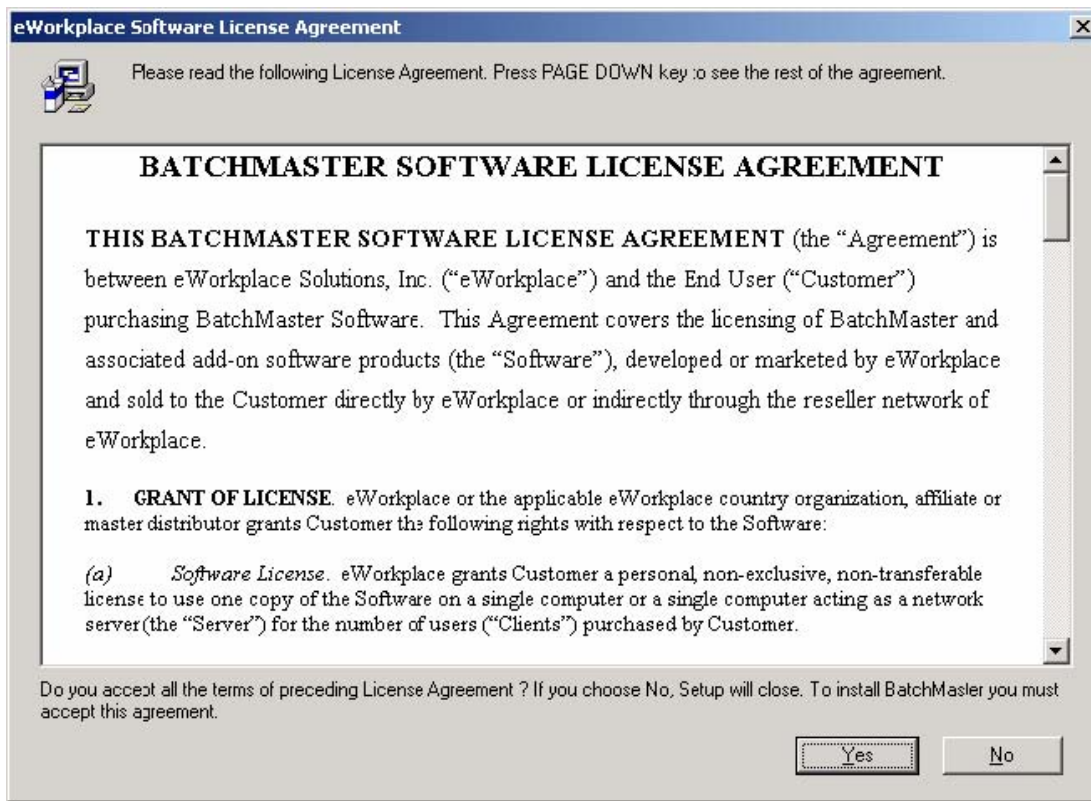 eWorkplace Software License Agreement
Please read the following License Agreement. Press PAGE DOWN key to see the rest of the agreement.
BATCHMASTER SOFTWARE LICENSE AGREEMENT
THIS BATCHMASTER SOFTWARE LICENSE AGREEMENT (the “Agreement”) is
between eWorkplace Solutions, Inc. (“eWorkplace”) and the End User (“Customer”)
purchasing BatchMaster Software. This Agreement covers the licensing of BatchMaster and
associated add-on software products (the “Software”), developed or marketed by eWorkplace
and sold to the Customer directly by eWorkplace or indirectly through the reseller network of
eWorkplace.
1. GRANT OF LICENSE. eWorkplace or the applicable eWorkplace country organization, affiliate or
master distributor grants Customer the following rights with respect to the Software:
(a) Software License. eWorkplace grants Customer a personal, non-exclusive, non-transferable
license to use one copy of the Software on a single computer or a single computer acting as a network
server (the “Server”) for the number of users (“Clients”) purchased by Customer.
Do you accept all the terms of preceding License Agreement ? If you choose No, Setup will close. To install BatchMaster you must
accept this agreement.
Yes No